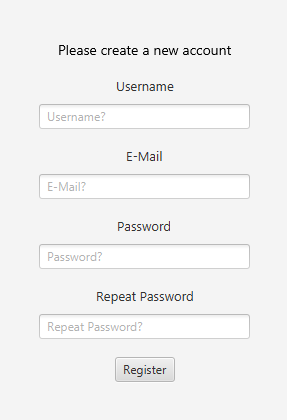 Please create a new account
Username
Username?
E-Mail
E-Mail?
Password
Password?
Repeat Password
Repeat Password?
Register